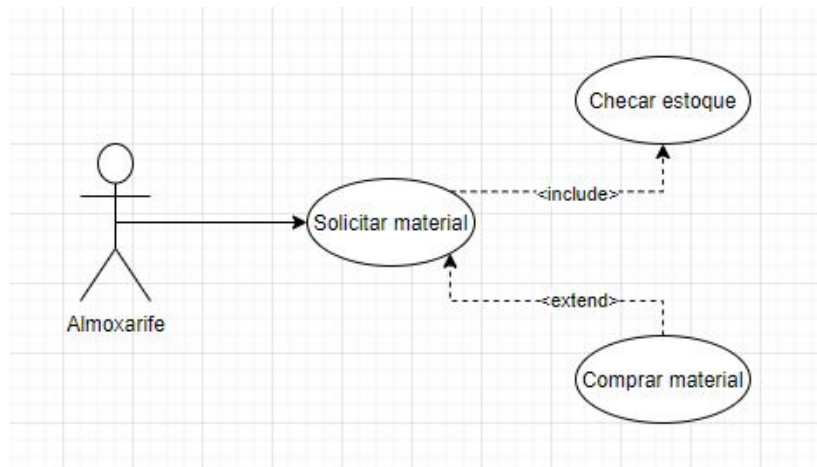 Checar estoque
<include>
Solicitar material
<extend>
Almoxarife
Comprar material